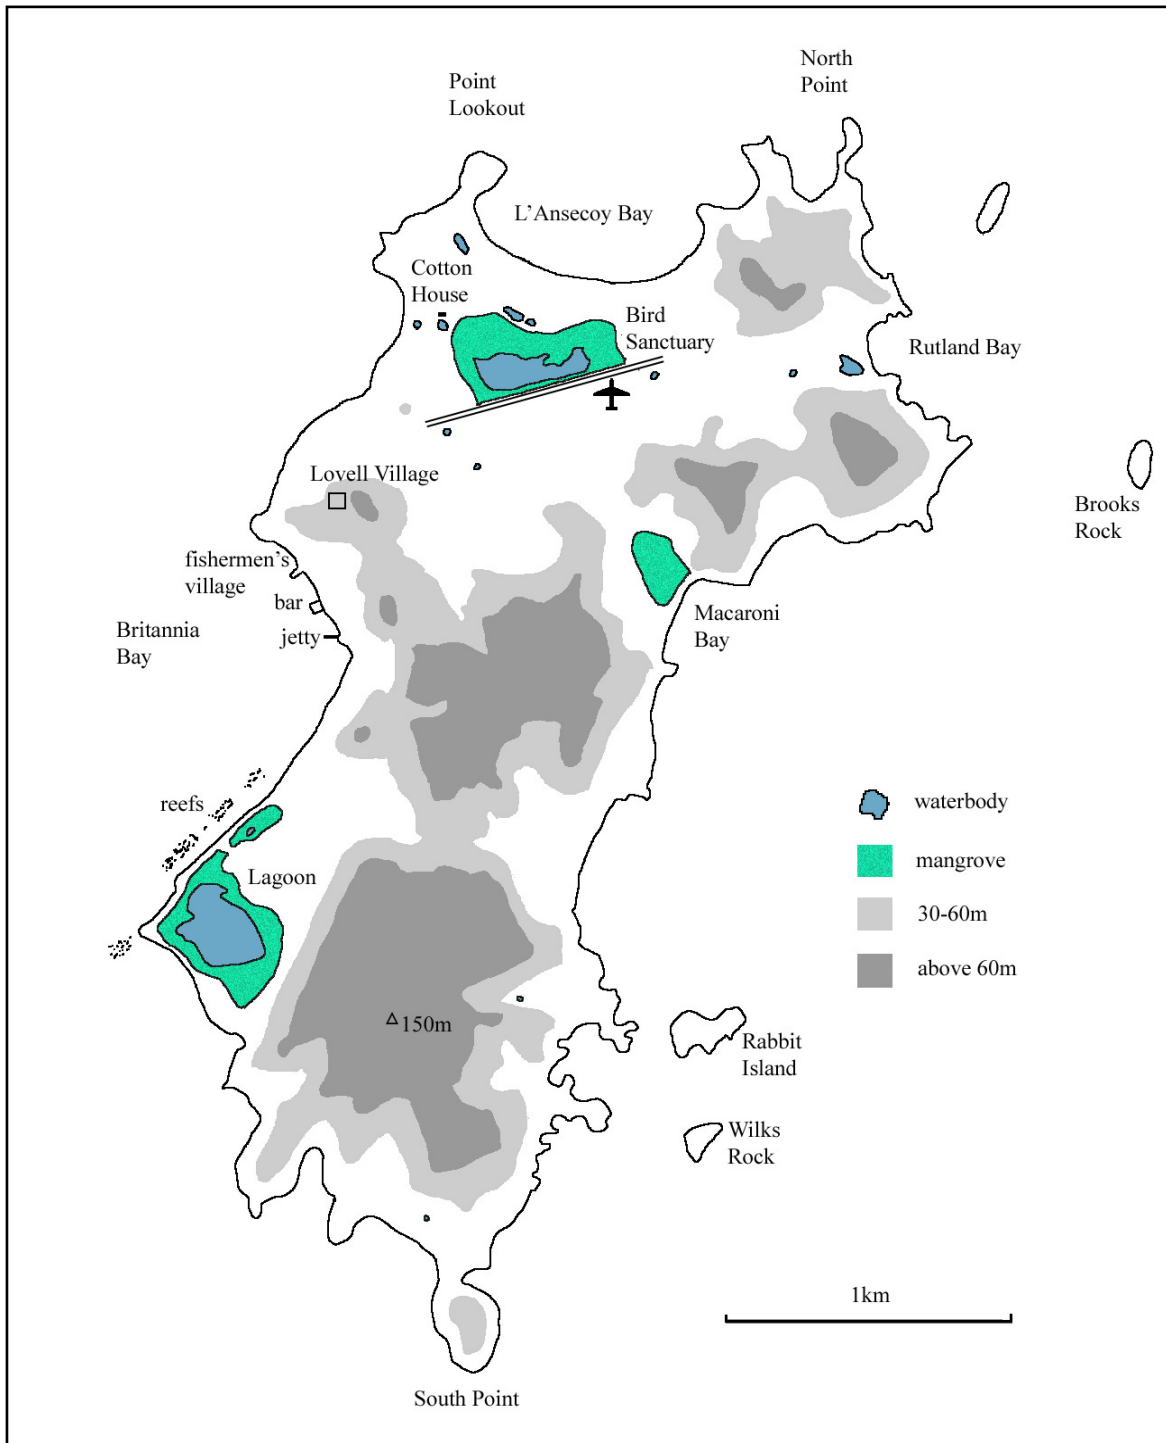 North
Point
Point
Lookout
L'Ansecoy Bay
Cotton
House
Bird
Sanctuary
Rutland Bay
Lovell Village
Brooks
Rock
fishermen's
village
bar
Britannia
Bay
jetty
Macaroni
Bay
reefs
waterbody
mangrove
Lagoon
30-60m
above 60m
150m
Rabbit
Island
Wilks
Rock
1km
South Point